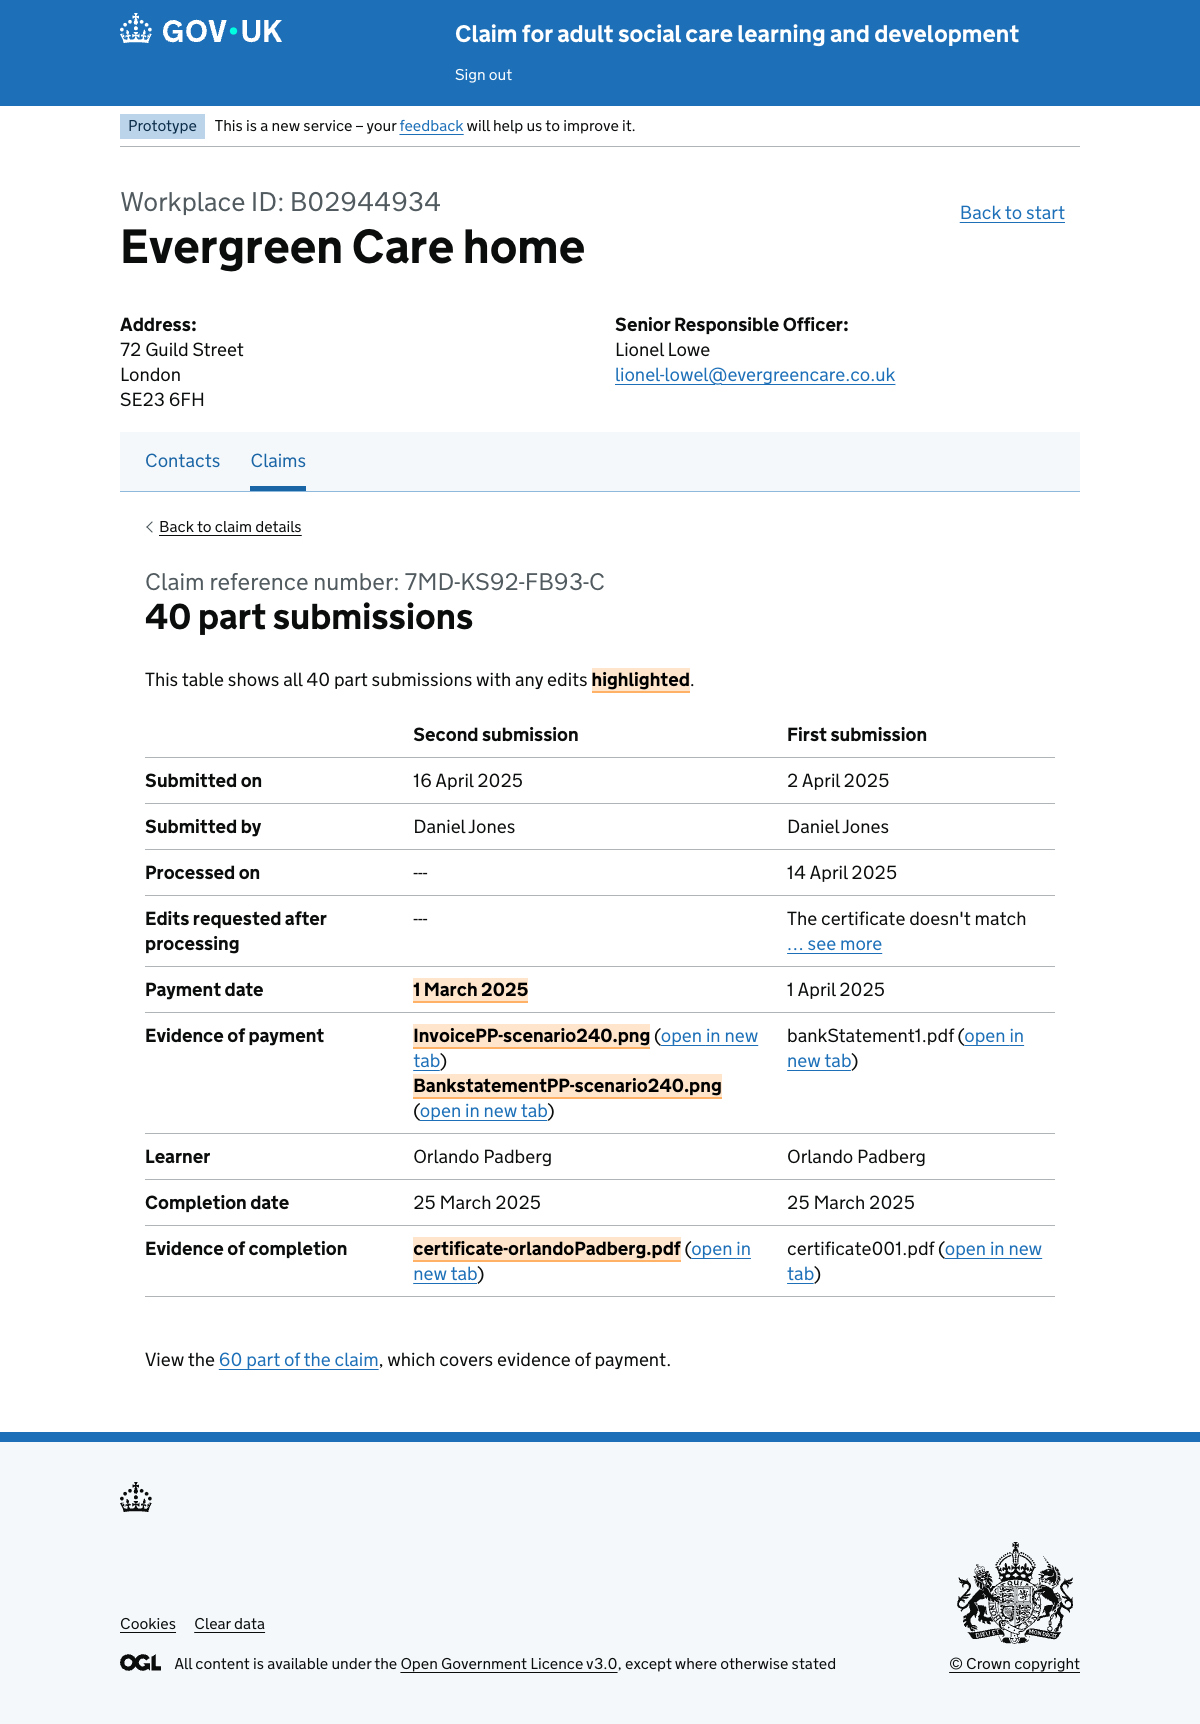 GOV·UK
Claim for adult social care learning and development
Sign out
Prototype This is a new service – your feedback will help us to improve it.
Workplace ID: B02944934
Back to start
Evergreen Care home
Address:
72 Guild Street
London
SE23 6FH
Senior Responsible Officer:
Lionel Lowe
lionel-lowel@evergreencare.co.uk
Contacts Claims
Back to claim details
Claim reference number: 7MD-KS92-FB93-C
40 part submissions
This table shows all 40 part submissions with any edits highlighted.
Second submission First submission
Submitted on 16 April 2025 2 April 2025
Submitted by Daniel Jones Daniel Jones
Processed on --- 14 April 2025
Edits requested after processing --- The certificate doesn't match
… see more
Payment date 1 March 2025 1 April 2025
Evidence of payment InvoicePP-scenario240.png (open in new tab)
BankstatementPP-scenario240.png
(open in new tab)
bankStatement1.pdf (open in new tab)
Learner Orlando Padberg Orlando Padberg
Completion date 25 March 2025 25 March 2025
Evidence of completion certificate-orlandoPadberg.pdf (open in new tab) certificate001.pdf (open in new tab)
View the 60 part of the claim, which covers evidence of payment.
Cookies Clear data
OGL All content is available under the Open Government Licence v3.0, except where otherwise stated
© Crown copyright